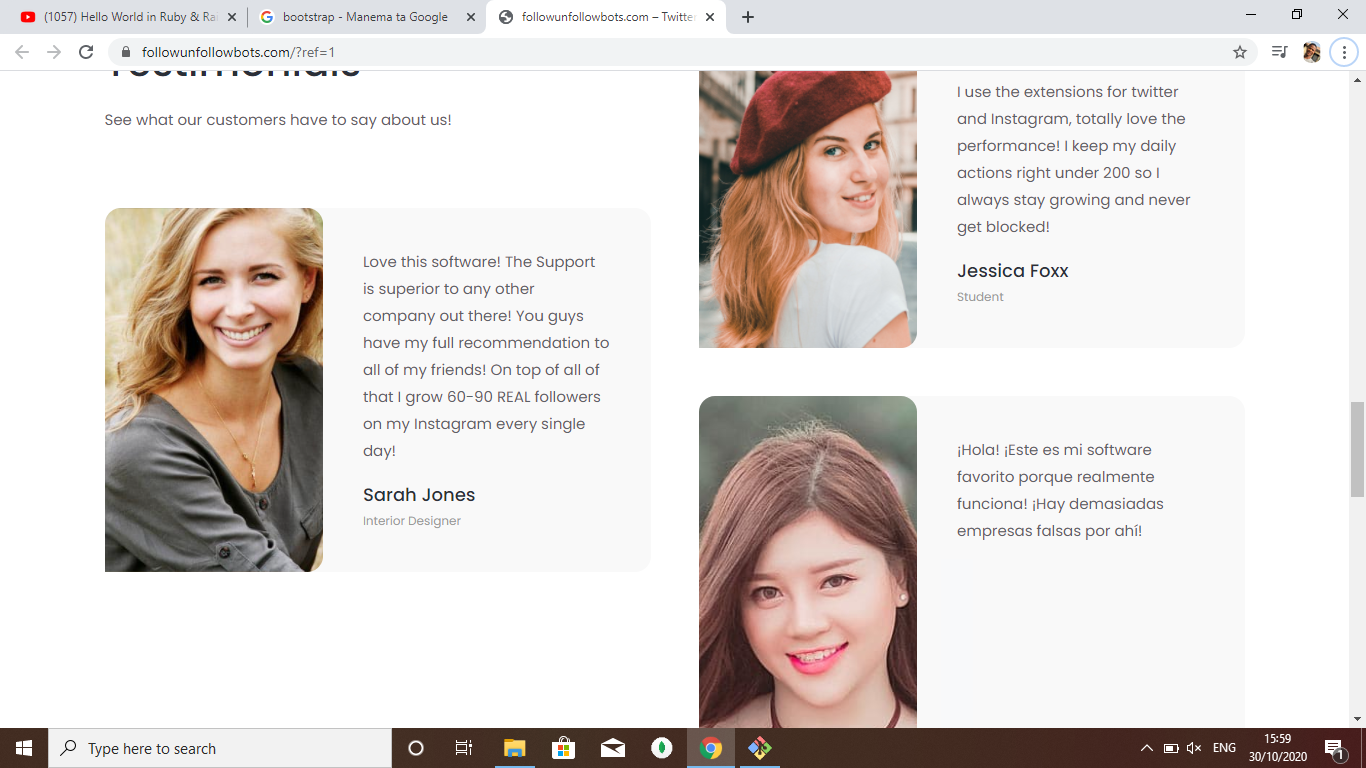 (1057) Hello World in Ruby & Rai
bootstrap - Manema ta Google
followunfollowbots.com – Twitter
followunfollowbots.com/?ref=1
Testimonials
See what our customers have to say about us!
Love this software! The Support
is superior to any other
company out there! You guys
have my full recommendation to
all of my friends! On top of all of
that I grow 60-90 REAL followers
on my Instagram every single
day!
Sarah Jones
Interior Designer
I use the extensions for twitter
and Instagram, totally love the
performance! I keep my daily
actions right under 200 so I
always stay growing and never
get blocked!
Jessica Foxx
Student
¡Hola! ¡Este es mi software
favorito porque realmente
funciona! ¡Hay demasiadas
empresas falsas por ahí!
Type here to search
ENG
15:59
30/10/2020
1